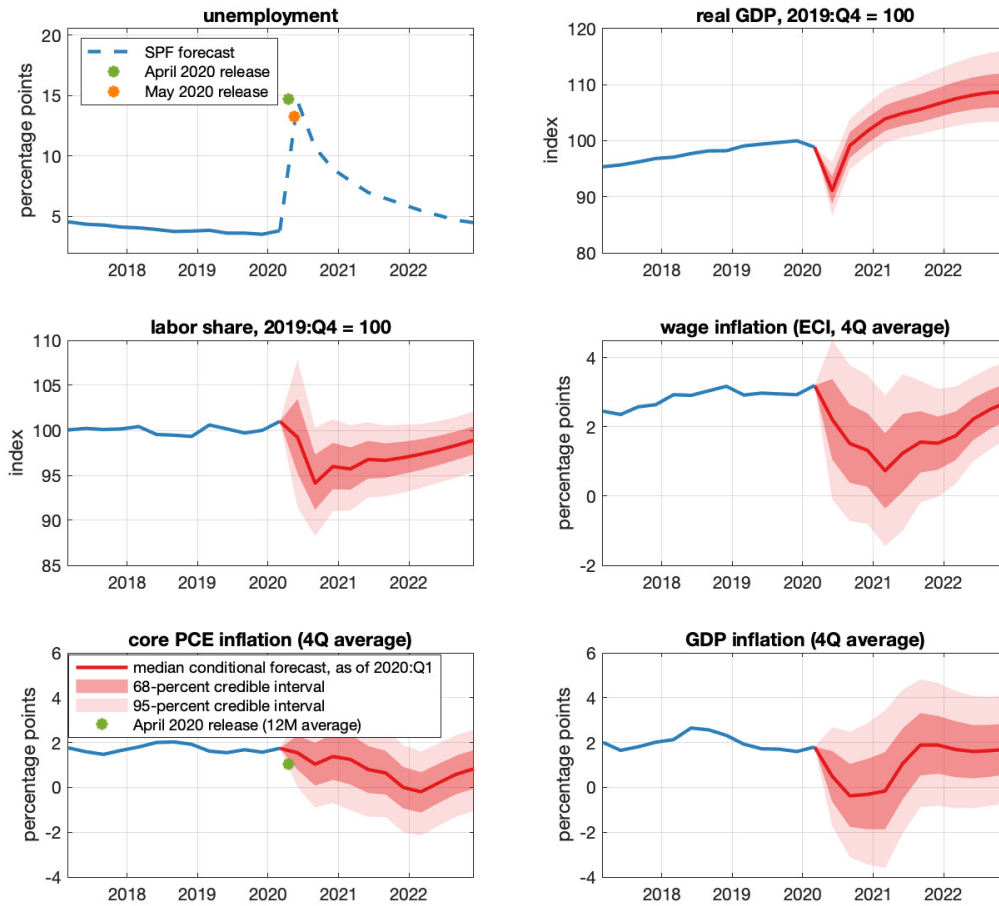 unemployment
percentage points
20
15
10
5
SPF forecast
April 2020 release
May 2020 release
2018 2019 2020 2021 2022
real GDP, 2019:Q4 = 100
index
120
110
100
90
80
2018 2019 2020 2021 2022
labor share, 2019:Q4 = 100
index
110
105
100
95
90
85
2018 2019 2020 2021 2022
wage inflation (ECI, 4Q average)
percentage points
4
2
0
-2
2018 2019 2020 2021 2022
core PCE inflation (4Q average)
percentage points
6
4
2
0
-2
-4
median conditional forecast, as of 2020:Q1
68-percent credible interval
95-percent credible interval
April 2020 release (12M average)
2018 2019 2020 2021 2022
GDP inflation (4Q average)
percentage points
6
4
2
0
-2
-4
2018 2019 2020 2021 2022